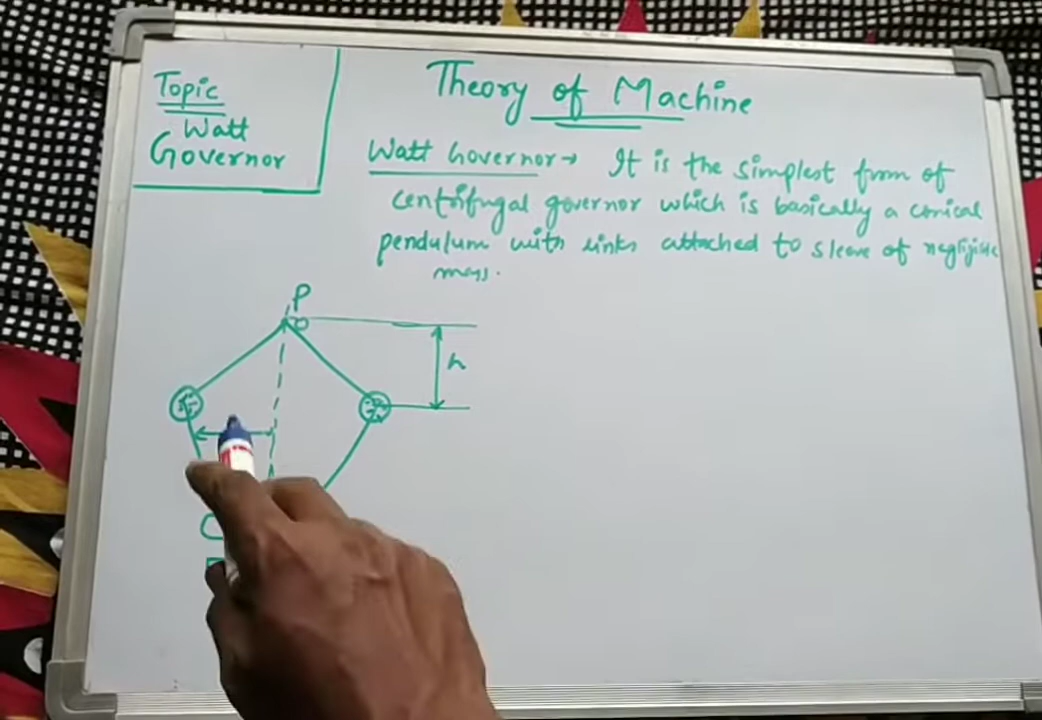 Topic
Watt
Governor
Theory of Machine
Watt Governor→ It is the simplest from of
centrifugal governor which is basically a conical
pendulum with links attached to sleeve of negligible
mass.
P
O
h